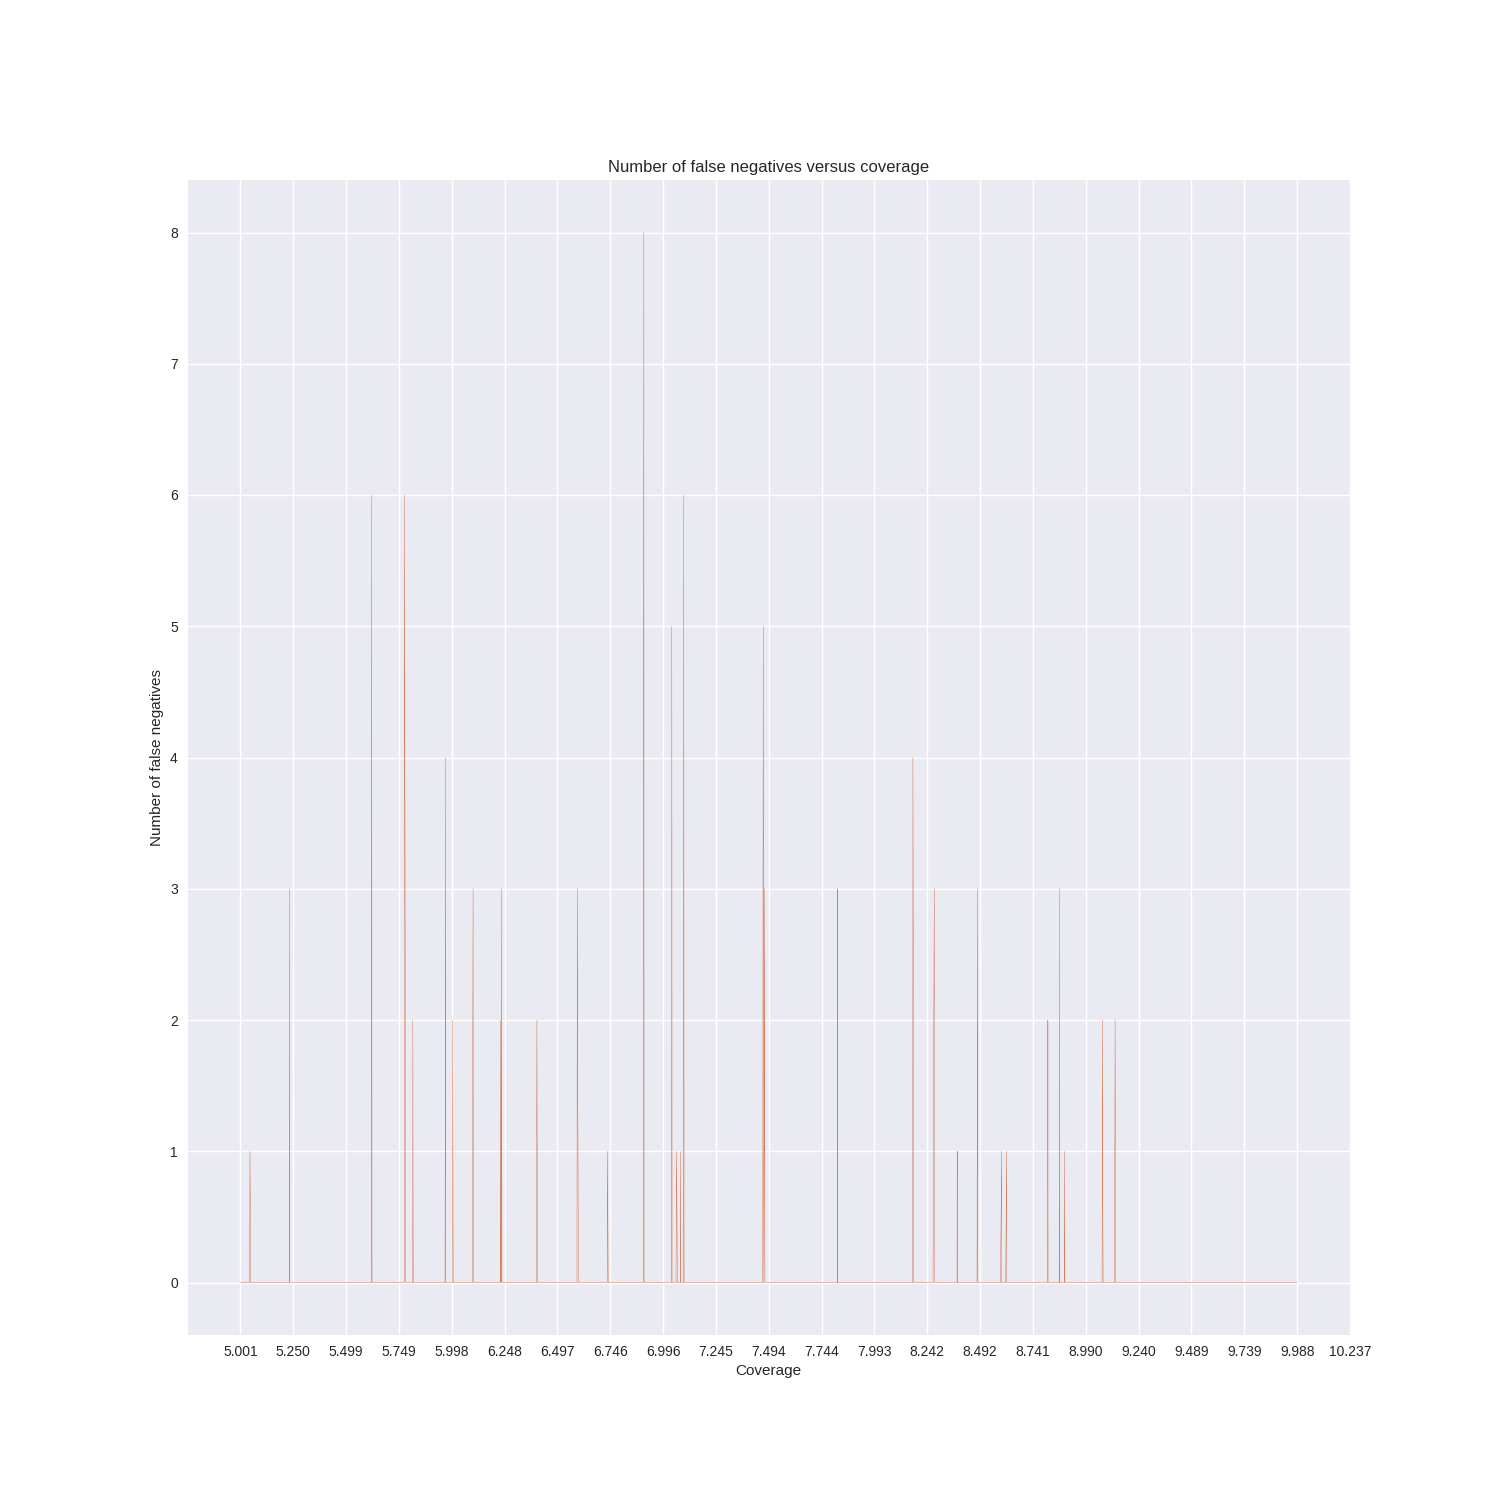 Number of false negatives versus coverage
8
7
6
5
4
3
2
1
0
Number of false negatives
5.001 5.250 5.499 5.749 5.998 6.248 6.497 6.746 6.996 7.245 7.494 7.744 7.993 8.242 8.492 8.741 8.990 9.240 9.489 9.739 9.988 10.237
Coverage